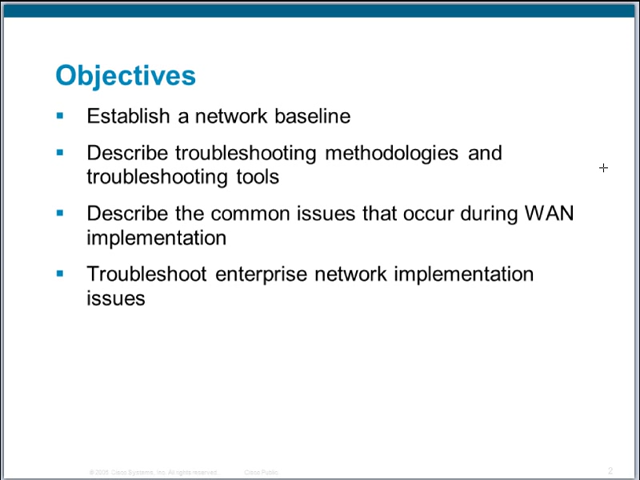 Objectives
Establish a network baseline
Describe troubleshooting methodologies and
troubleshooting tools
Describe the common issues that occur during WAN
implementation
Troubleshoot enterprise network implementation
issues
© 2006 Cisco Systems, Inc. All rights reserved. Cisco Public 2